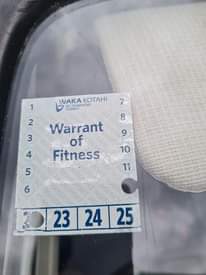 WAKA KOTAHI
1 7
2 8
3 Warrant 9
4 of 10
5 Fitness 11
6
23 24 25